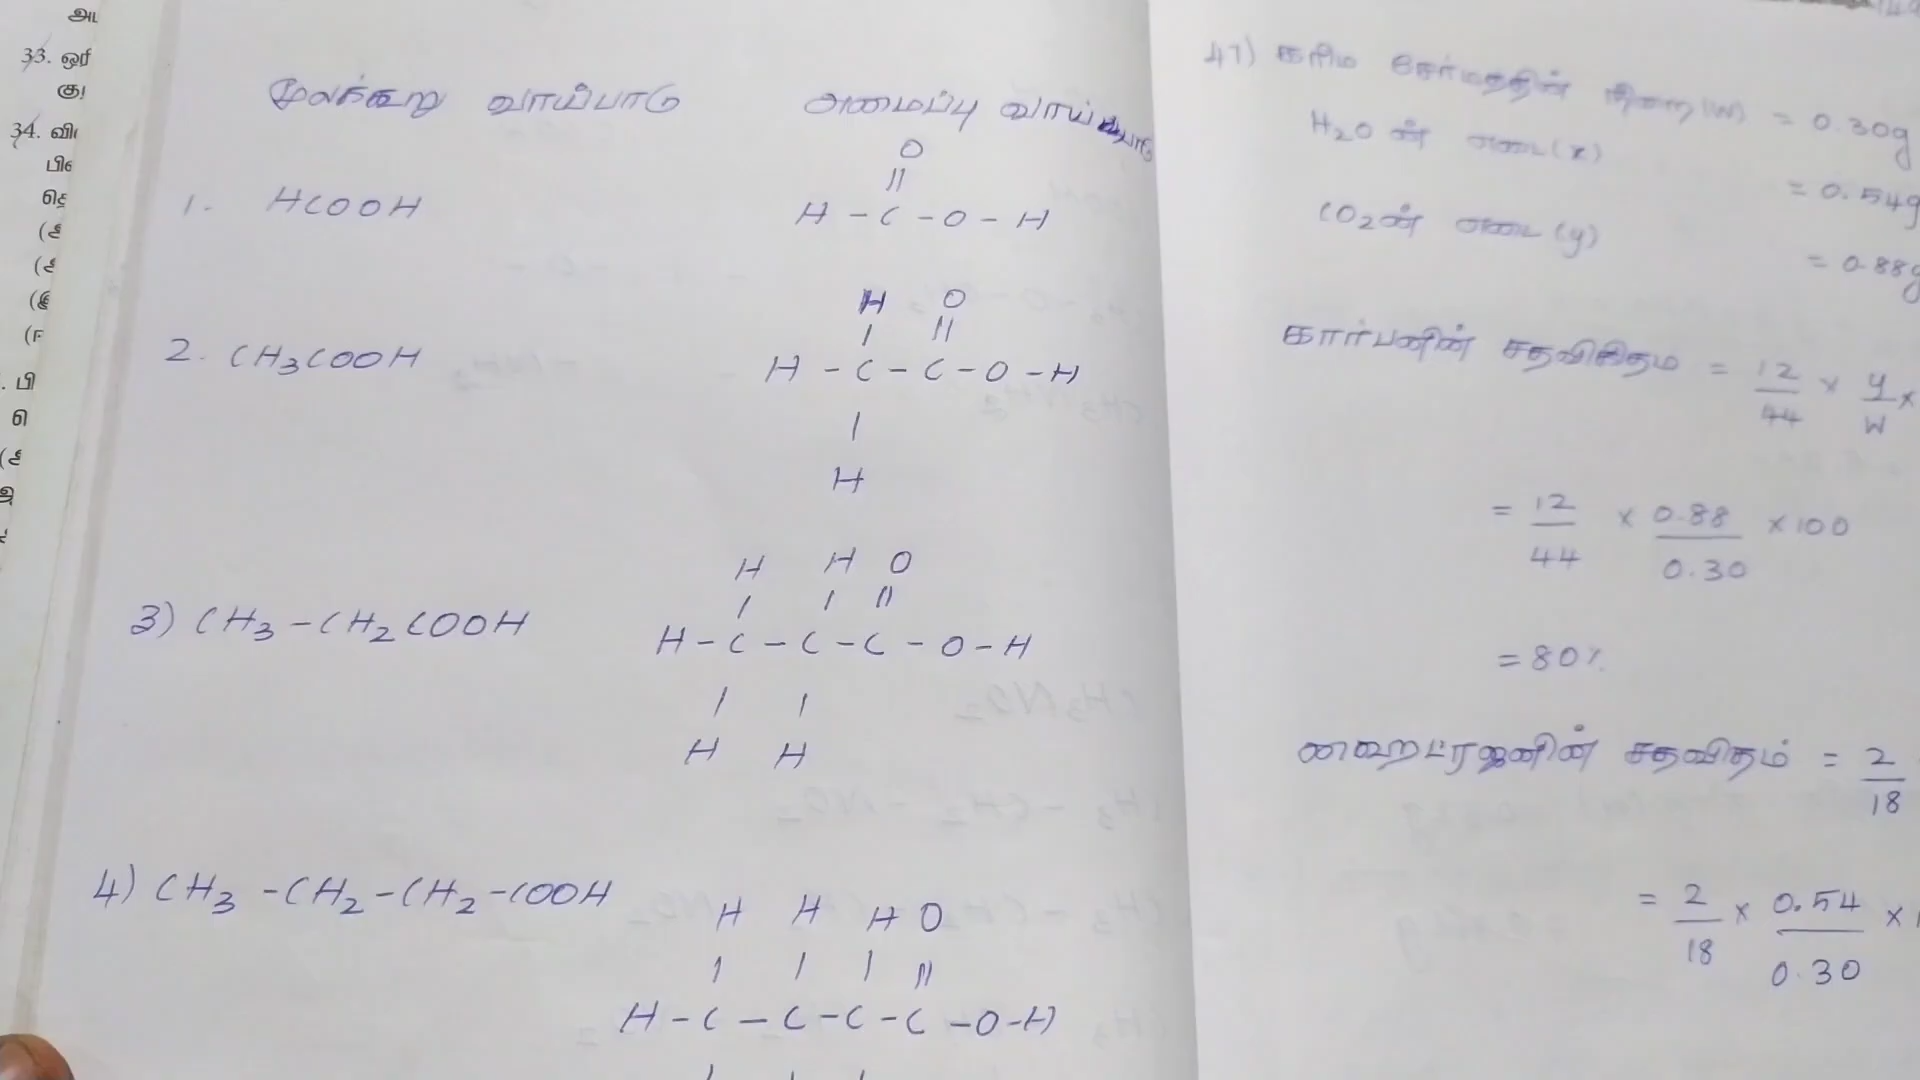 33. ஒரி
34. வி
மூலக்கூறு வாய்பாடு அமைப்பு வாய்பாடு
1. HCOOH
O
||
H - C - O - H
2. CH3COOH
H O
| ||
H - C - C - O - H
|
H
3) CH3 - CH2COOH
H H O
| | ||
H - C - C - C - O - H
| |
H H
4) CH3 - CH2 - CH2 - COOH
H H H O
| | | ||
H - C - C - C - C - O - H
47) கரிம சேர்மத்தின் நிறை (W) = 0.30g
H2O ன் எடை (x) = 0.54g
CO2ன் எடை (y) = 0.88g
கார்பனின் சதவிகிதம = 12/44 × y/W ×
= 12/44 × 0.88/0.30 × 100
= 80%
ஹைட்ரஜனின் சதவிதம் = 2/18
= 2/18 × 0.54/0.30 ×